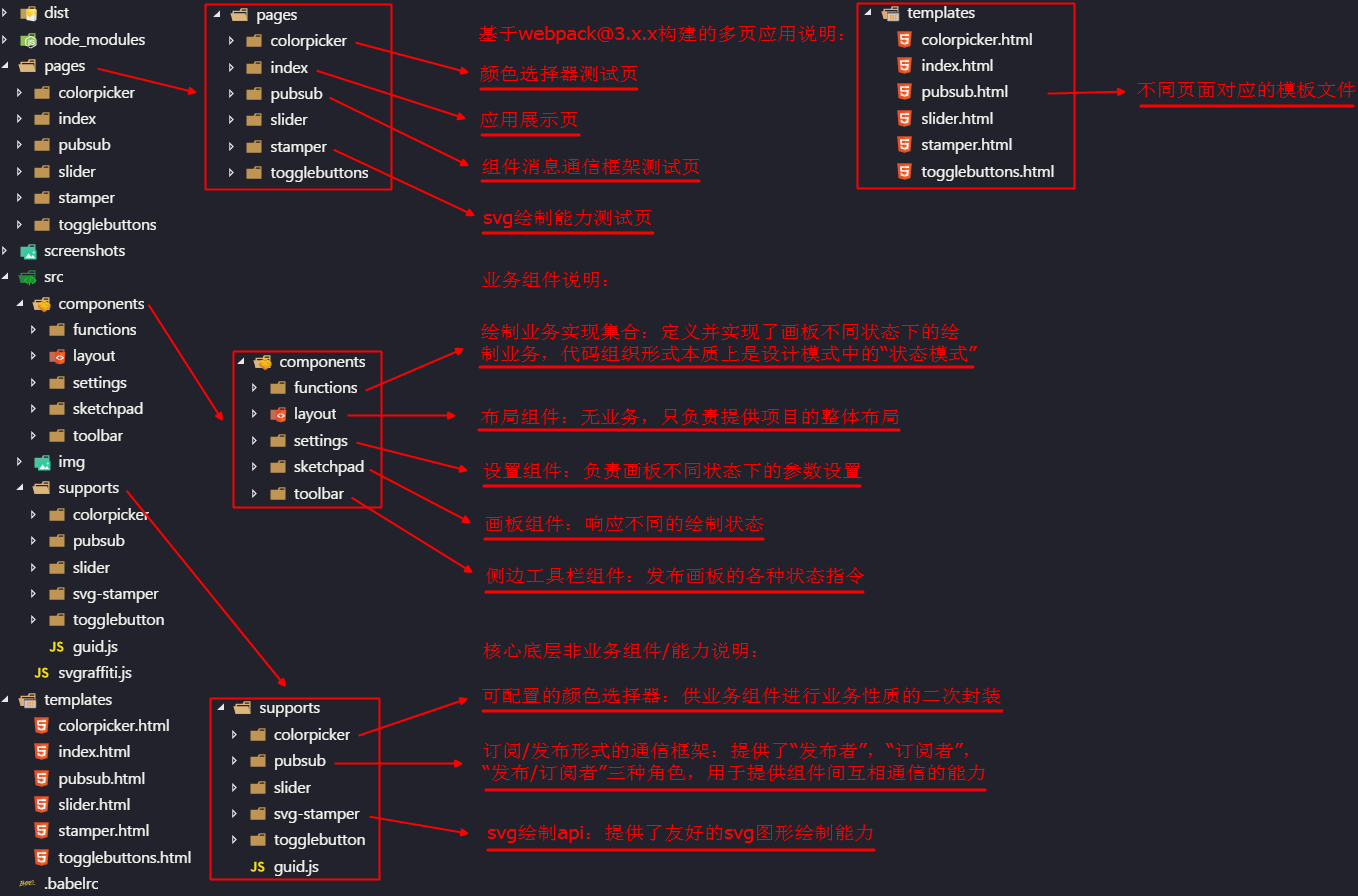 dist
node_modules
pages
colorpicker
index
pubsub
slider
stamper
togglebuttons
screenshots
src
components
functions
layout
settings
sketchpad
toolbar
img
supports
colorpicker
pubsub
slider
svg-stamper
togglebutton
JS guid.js
JS svgraffiti.js
templates
colorpicker.html
index.html
pubsub.html
slider.html
stamper.html
togglebuttons.html
.babelrc
pages
colorpicker
index
pubsub
slider
stamper
togglebuttons
基于webpack@3.x.x构建的多页应用说明：
颜色选择器测试页
应用展示页
组件消息通信框架测试页
svg绘制能力测试页
templates
colorpicker.html
index.html
pubsub.html
slider.html
stamper.html
togglebuttons.html
不同页面对应的模板文件
components
functions
layout
settings
sketchpad
toolbar
业务组件说明：
绘制业务实现集合：定义并实现了画板不同状态下的绘
制业务，代码组织形式本质上是设计模式中的“状态模式”
布局组件：无业务，只负责提供项目的整体布局
设置组件：负责画板不同状态下的参数设置
画板组件：响应不同的绘制状态
侧边工具栏组件：发布画板的各种状态指令
supports
colorpicker
pubsub
slider
svg-stamper
togglebutton
JS guid.js
核心底层非业务组件/能力说明：
可配置的颜色选择器：供业务组件进行业务性质的二次封装
订阅/发布形式的通信框架：提供了“发布者”，“订阅者”，
“发布/订阅者”三种角色，用于提供组件间互相通信的能力
svg绘制api：提供了友好的svg图形绘制能力